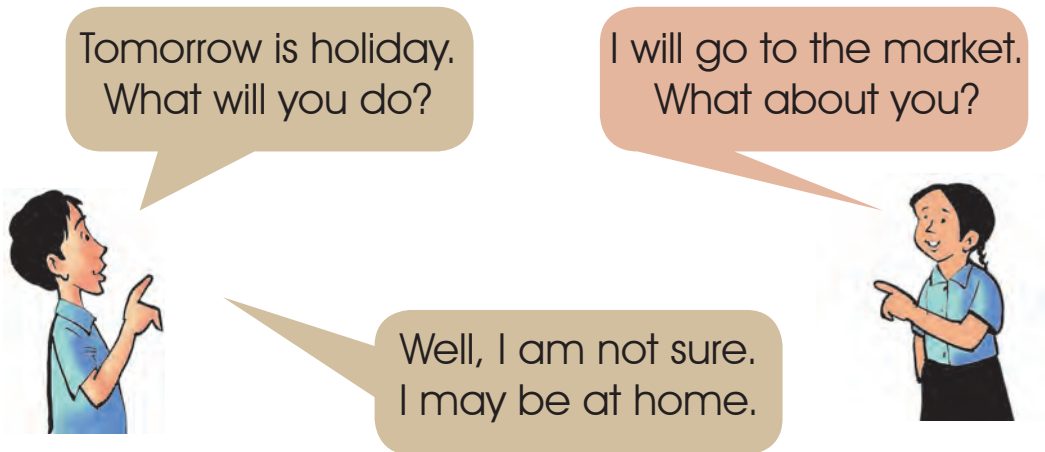 Tomorrow is holiday.
What will you do?
I will go to the market.
What about you?
Well, I am not sure.
I may be at home.